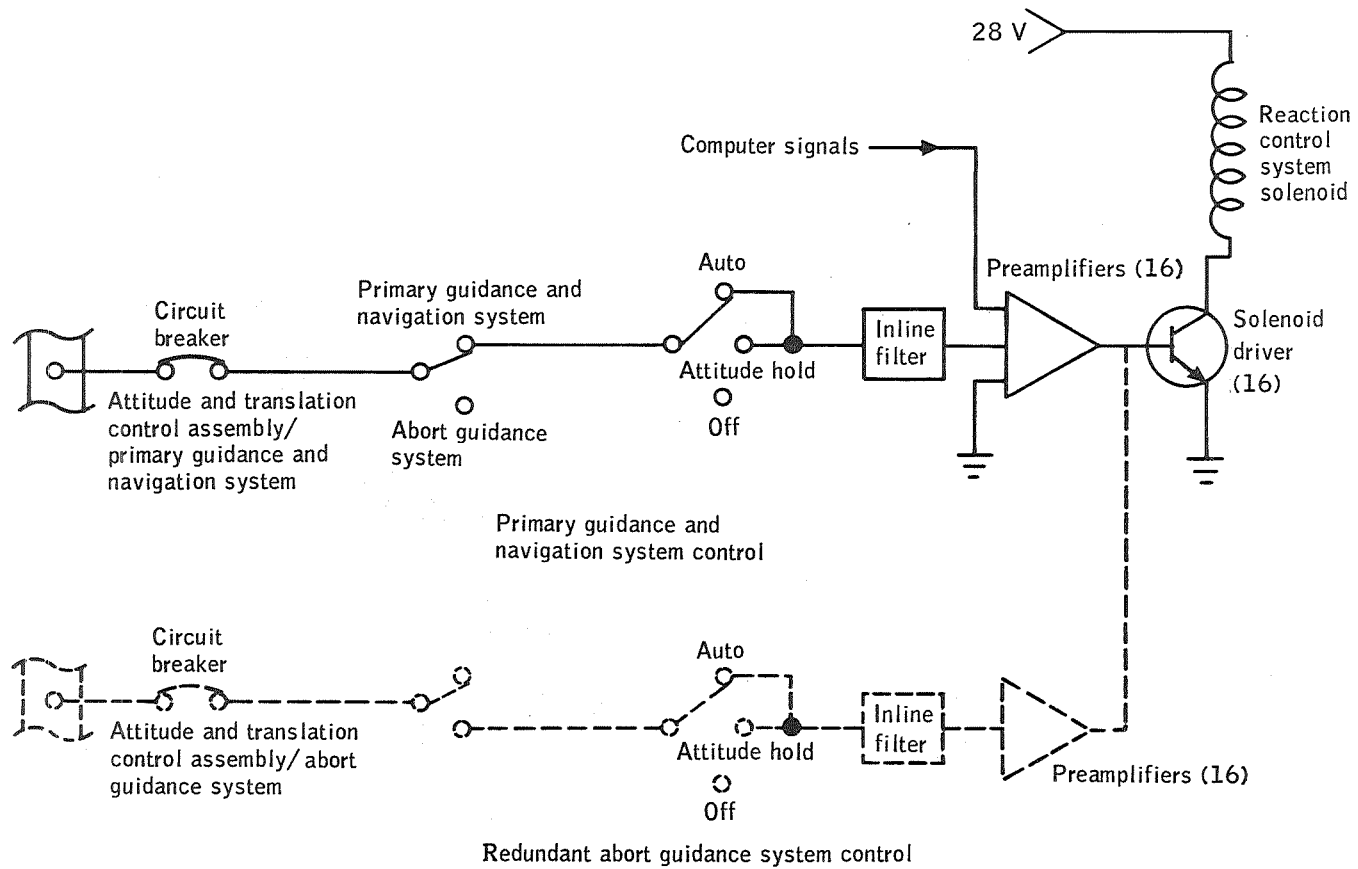 28 V
Reaction
control
system
solenoid
Computer signals
Auto
Preamplifiers (16)
Primary guidance and
navigation system
Circuit
breaker
Inline
filter
Solenoid
driver
(16)
Attitude hold
Attitude and translation
control assembly/
primary guidance and
navigation system
Off
Abort guidance
system
Primary guidance and
navigation system control
Circuit
breaker
Auto
Inline
filter
Attitude and translation
control assembly/abort
guidance system
Attitude hold
Preamplifiers (16)
Off
Redundant abort guidance system control